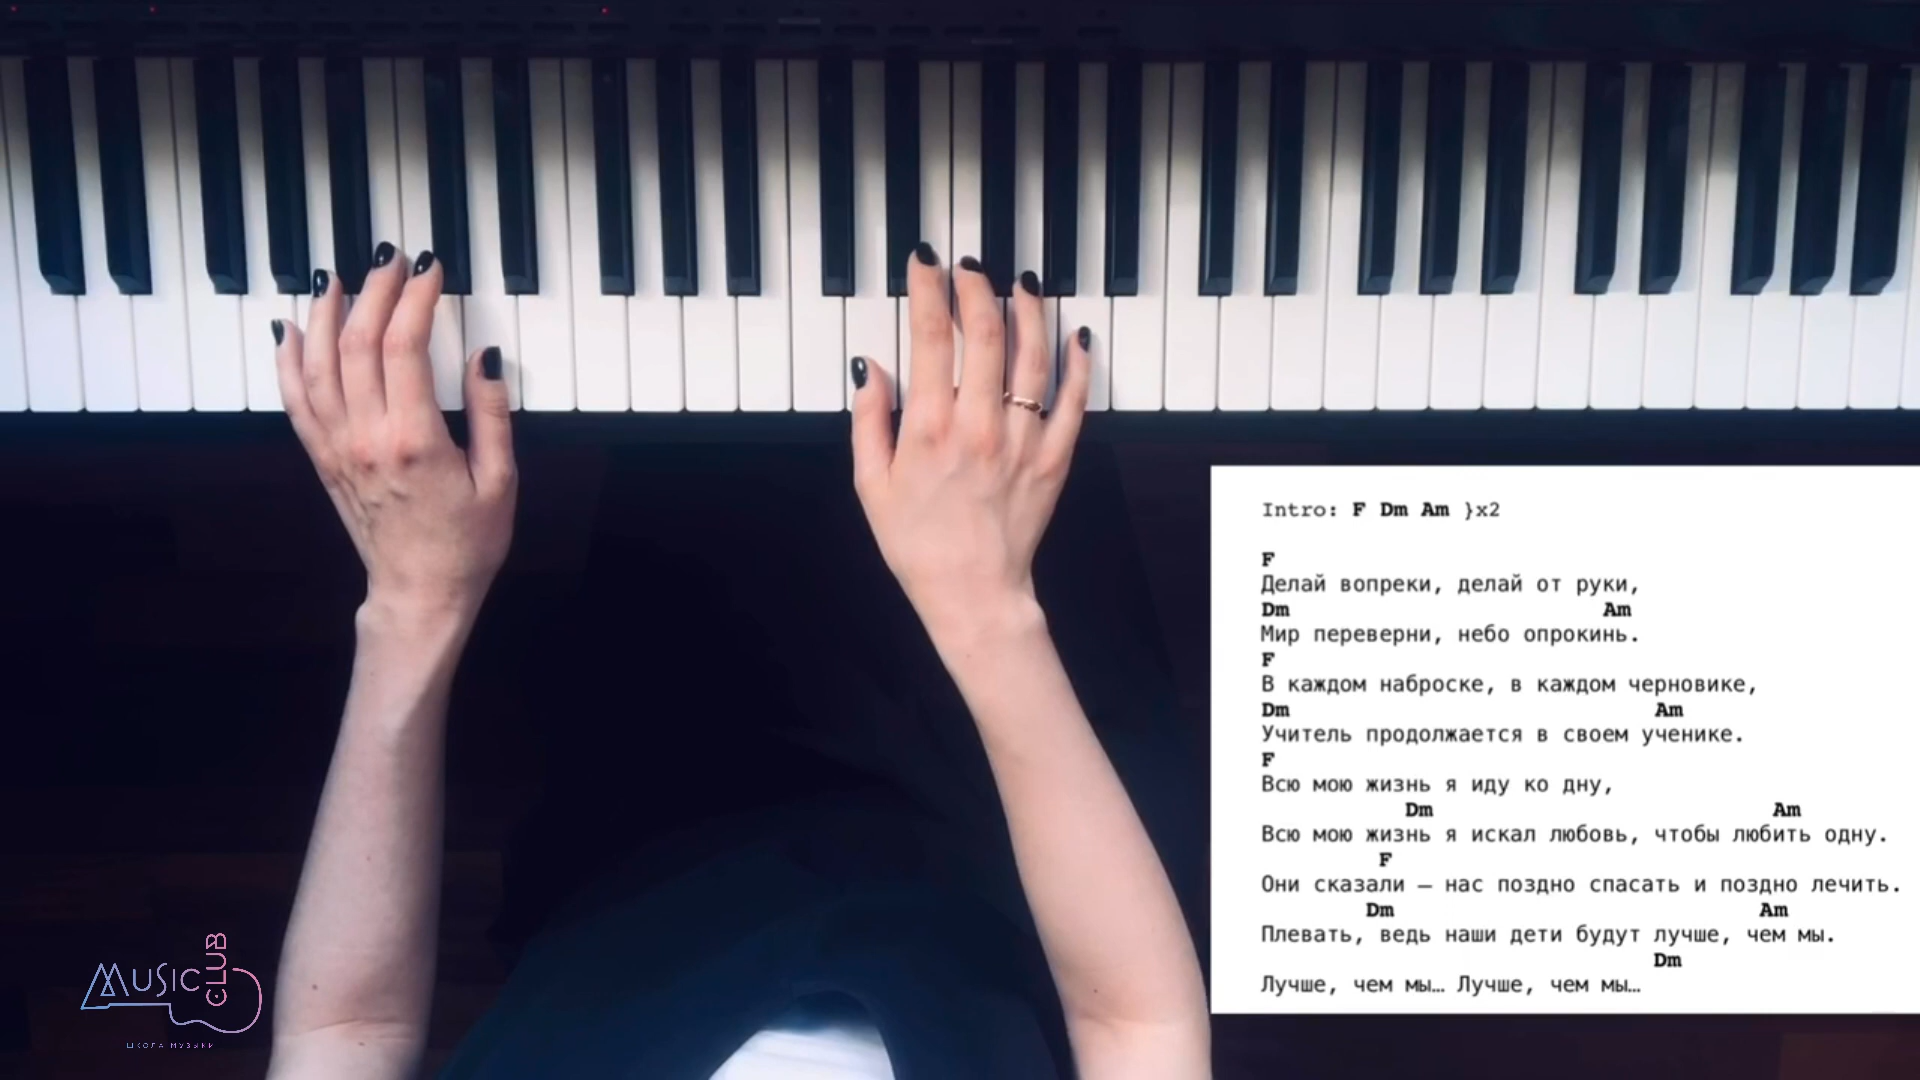 Intro: F Dm Am }x2
F
Делай вопреки, делай от руки,
Dm Am
Мир переверни, небо опрокинь.
F
В каждом наброске, в каждом черновике,
Dm Am
Учитель продолжается в своем ученике.
F
Всю мою жизнь я иду ко дну,
Dm Am
Всю мою жизнь я искал любовь, чтобы любить одну.
F
Они сказали – нас поздно спасать и поздно лечить.
Dm Am
Плевать, ведь наши дети будут лучше, чем мы.
Dm
Лучше, чем мы… Лучше, чем мы…
MUSIC CLUB
ШКОЛА МУЗЫКИ